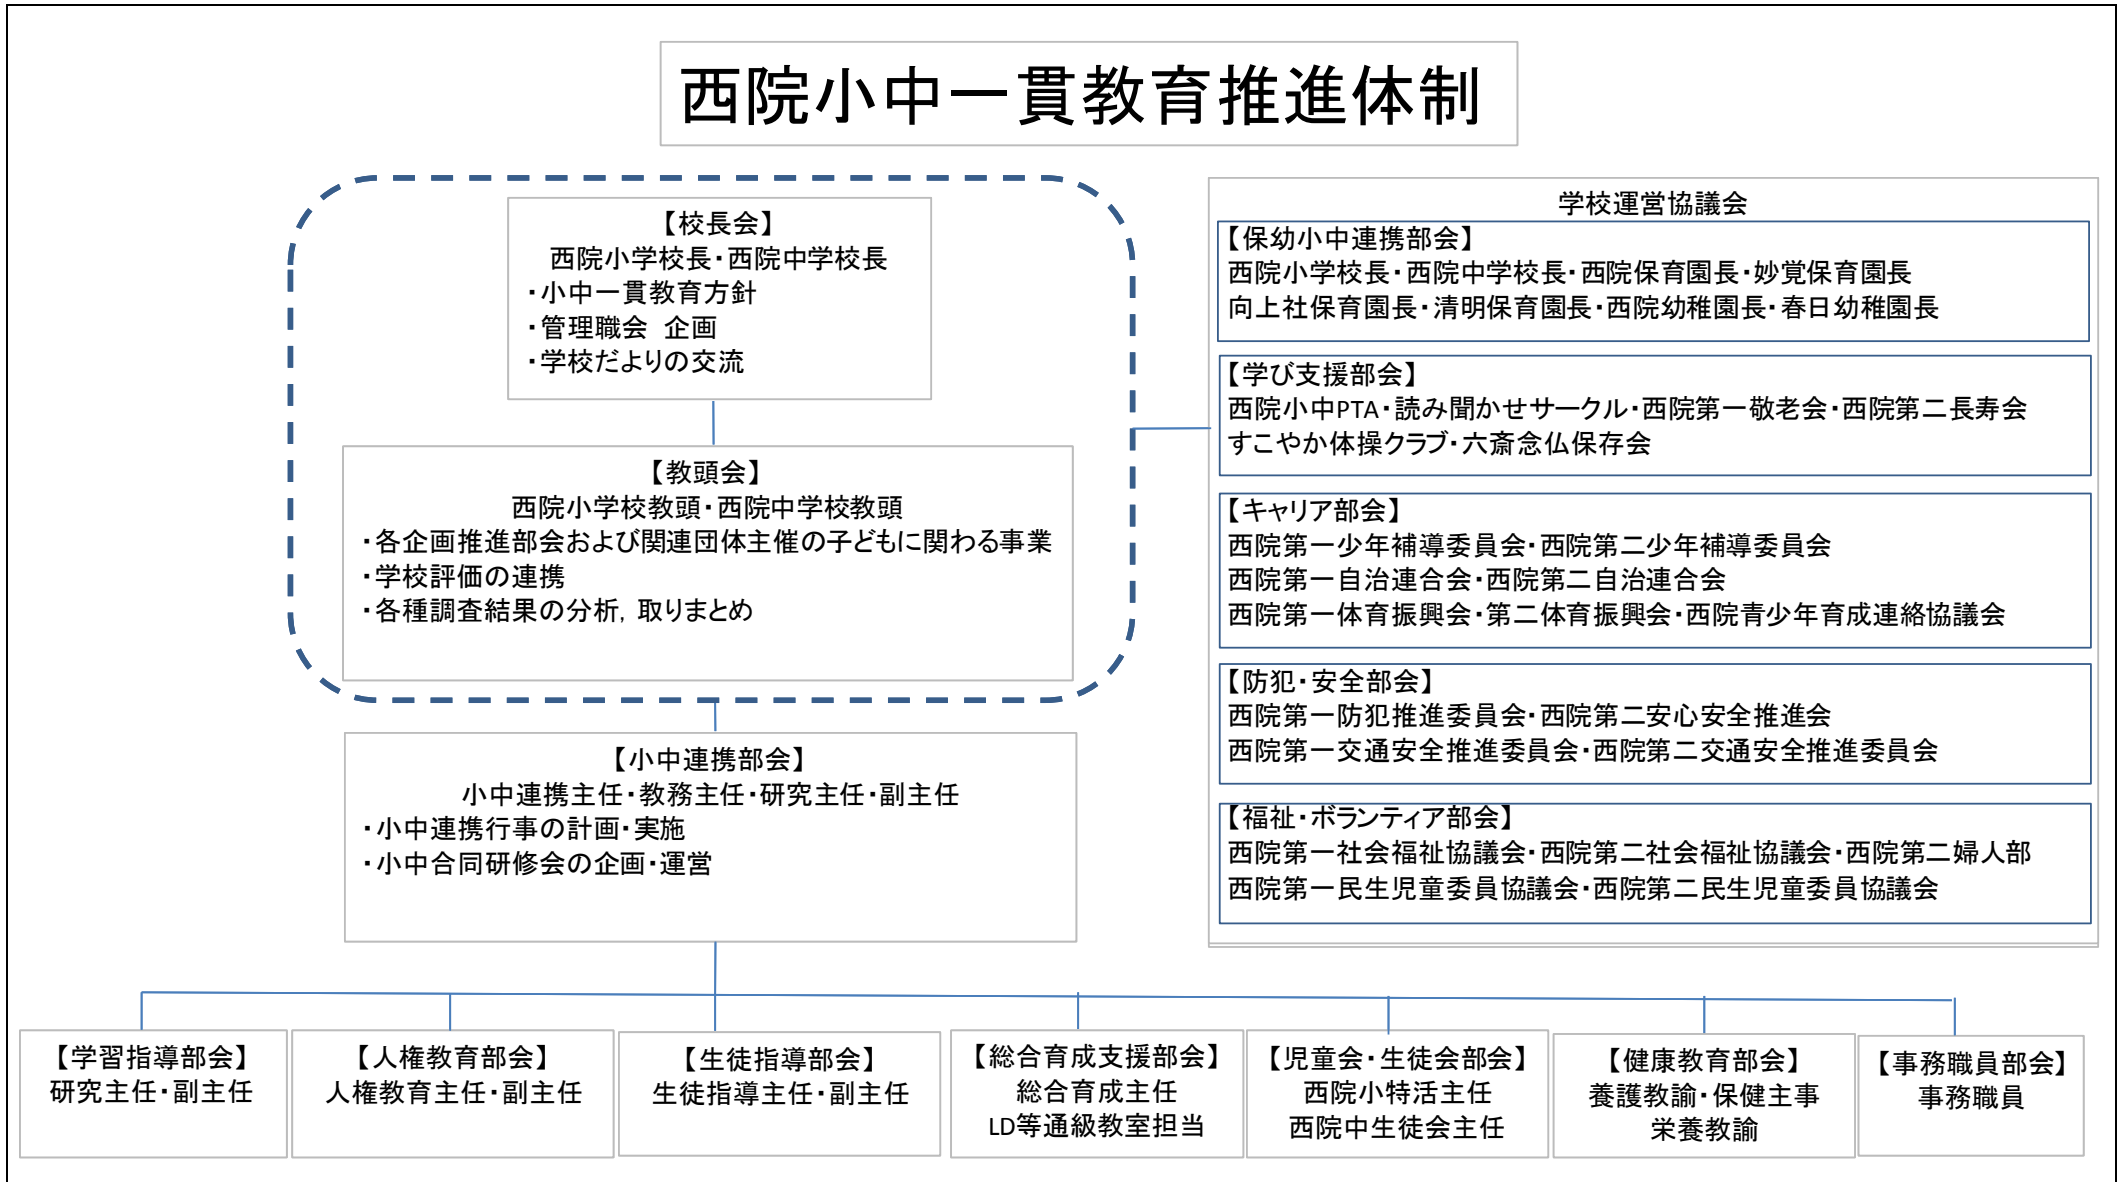 西院小中一貫教育推進体制
【校長会】
西院小学校長・西院中学校長
・小中一貫教育方針
・管理職会 企画
・学校だよりの交流
【教頭会】
西院小学校教頭・西院中学校教頭
・各企画推進部会および関連団体主催の子どもに関わる事業
・学校評価の連携
・各種調査結果の分析，取りまとめ
【小中連携部会】
小中連携主任・教務主任・研究主任・副主任
・小中連携行事の計画・実施
・小中合同研修会の企画・運営
学校運営協議会
【保幼小中連携部会】
西院小学校長・西院中学校長・西院保育園長・妙覚保育園長
向上社保育園長・清明保育園長・西院幼稚園長・春日幼稚園長
【学び支援部会】
西院小中PTA・読み聞かせサークル・西院第一敬老会・西院第二長寿会
すこやか体操クラブ・六斎念仏保存会
【キャリア部会】
西院第一少年補導委員会・西院第二少年補導委員会
西院第一自治連合会・西院第二自治連合会
西院第一体育振興会・第二体育振興会・西院青少年育成連絡協議会
【防犯・安全部会】
西院第一防犯推進委員会・西院第二安心安全推進会
西院第一交通安全推進委員会・西院第二交通安全推進委員会
【福祉・ボランティア部会】
西院第一社会福祉協議会・西院第二社会福祉協議会・西院第二婦人部
西院第一民生児童委員協議会・西院第二民生児童委員協議会
【学習指導部会】
研究主任・副主任
【人権教育部会】
人権教育主任・副主任
【生徒指導部会】
生徒指導主任・副主任
【総合育成支援部会】
総合育成主任
LD等通級教室担当
【児童会・生徒会部会】
西院小特活主任
西院中生徒会主任
【健康教育部会】
養護教諭・保健主事
栄養教諭
【事務職員部会】
事務職員